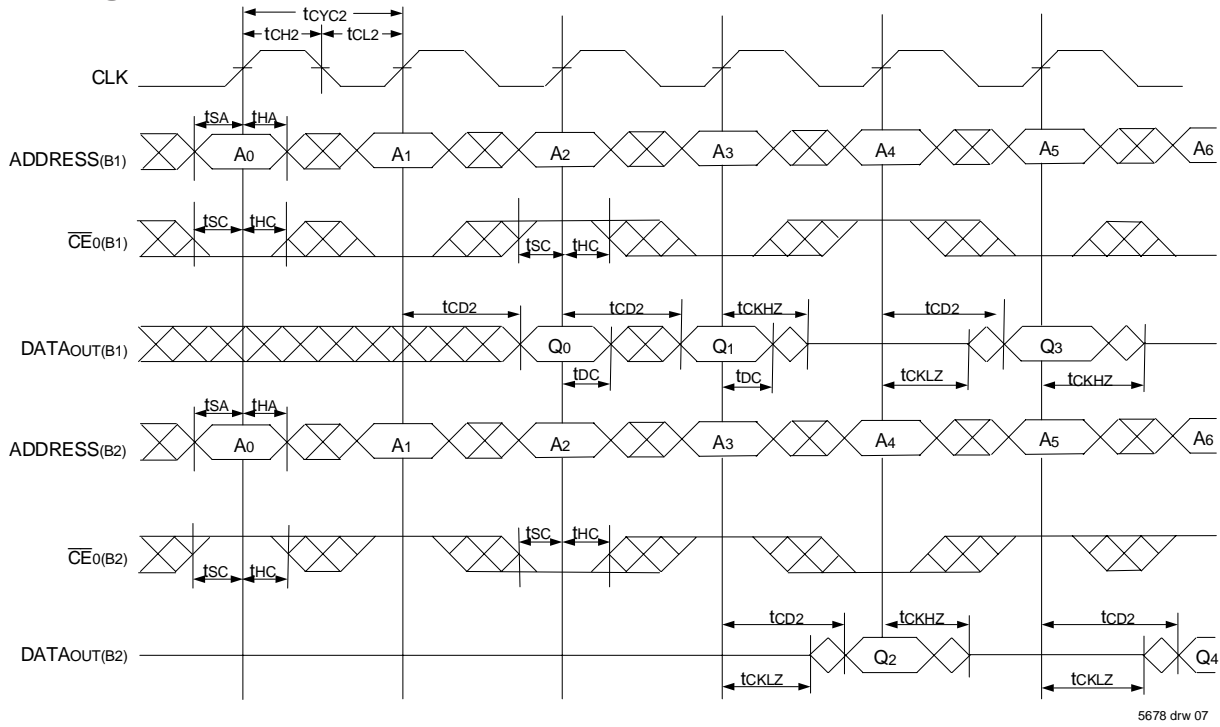 tCYC2
tCH2 tCL2
CLK
tSA tHA
ADDRESS(B1) A0 A1 A2 A3 A4 A5 A6
tSC tHC tSC tHC
CE0(B1)
tCD2 tCD2 tCKHZ tCD2
DATAOUT(B1) Q0 Q1 Q3
tDC tDC tCKLZ tCKHZ
tSA tHA
ADDRESS(B2) A0 A1 A2 A3 A4 A5 A6
tSC tHC
CE0(B2)
tSC tHC
tCD2 tCKHZ tCD2
DATAOUT(B2) Q2 Q4
tCKLZ tCKLZ
5678 drw 07